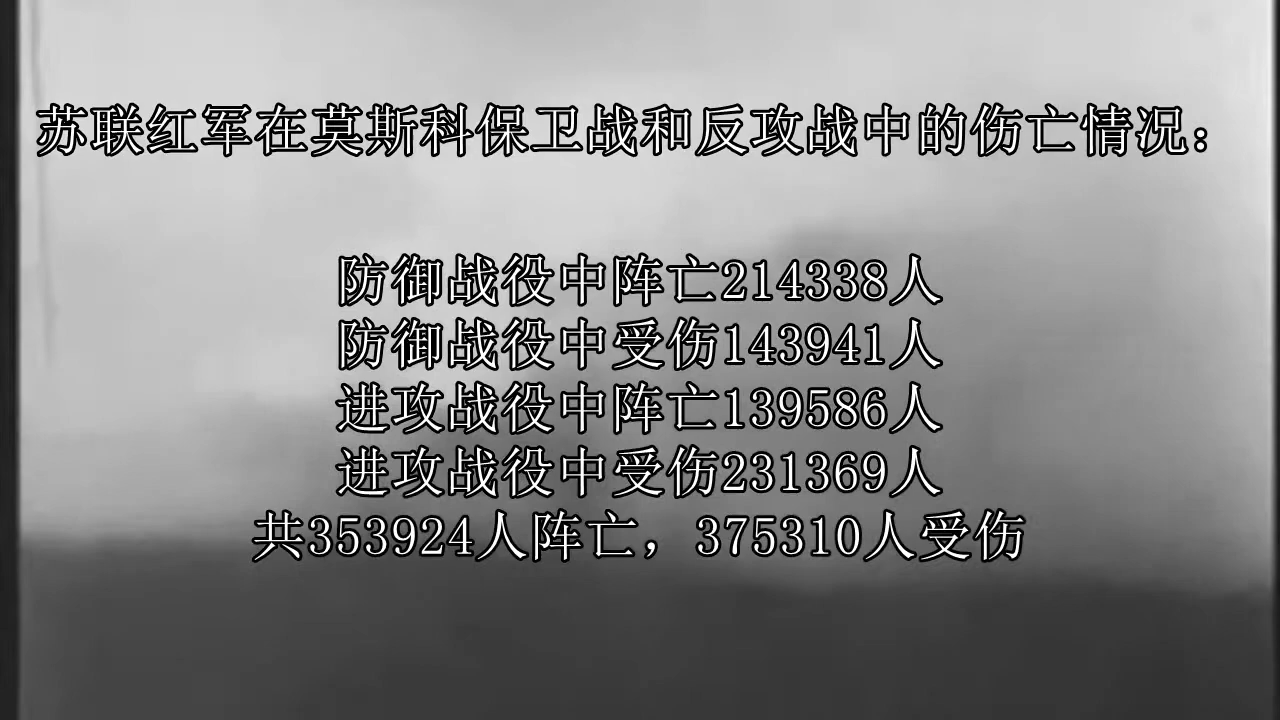 苏联红军在莫斯科保卫战和反攻战中的伤亡情况：
防御战役中阵亡214338人
防御战役中受伤143941人
进攻战役中阵亡139586人
进攻战役中受伤231369人
共353924人阵亡，375310人受伤